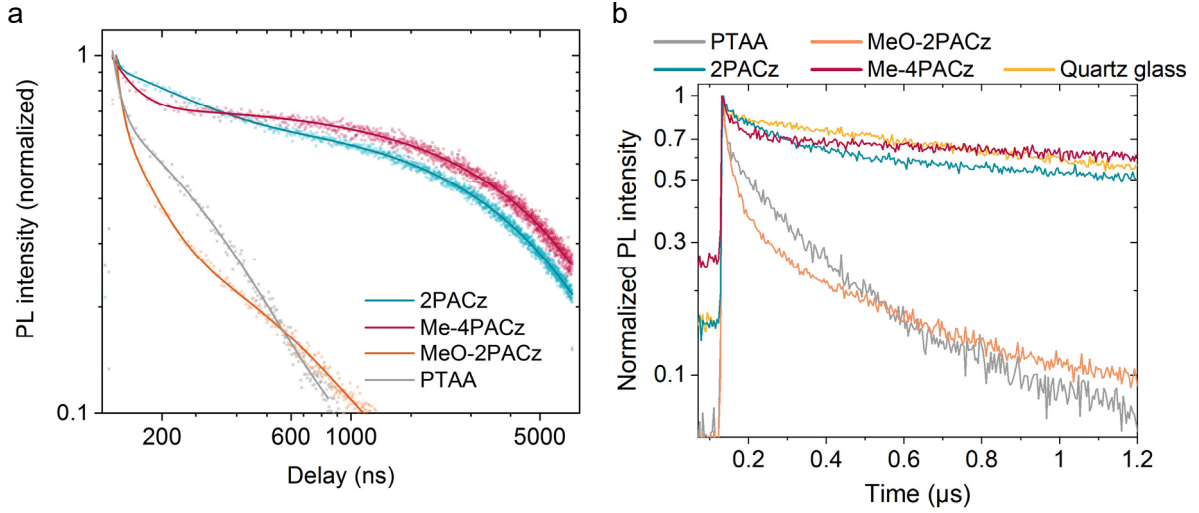 a
PL intensity (normalized)
1
0.1
200
600
1000
5000
Delay (ns)
2PACz
Me-4PACz
MeO-2PACz
PTAA
b
PTAA
MeO-2PACz
2PACz
Me-4PACz
Quartz glass
Normalized PL intensity
1
0.7
0.5
0.3
0.1
0.2
0.4
0.6
0.8
1
1.2
Time (µs)